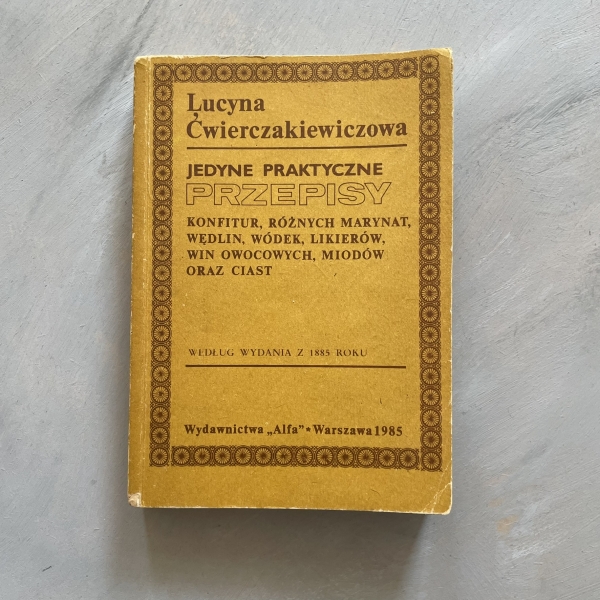 Lucyna
Ćwierczakiewiczowa
JEDYNE PRAKTYCZNE
PRZEPISY
KONFITUR, RÓŻNYCH MARYNAT,
WĘDLIN, WÓDEK, LIKIERÓW,
WIN OWOCOWYCH, MIODÓW
ORAZ CIAST
WEDŁUG WYDANIA Z 1885 ROKU
Wydawnictwa „Alfa" * Warszawa 1985